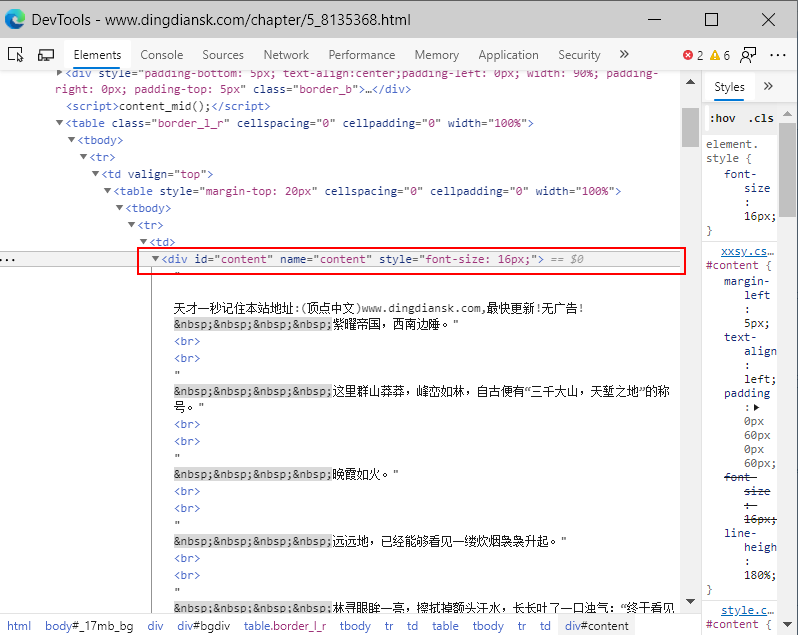 DevTools - www.dingdiansk.com/chapter/5_8135368.html
Elements Console Sources Network Performance Memory Application Security » 2 6
<div style="padding-bottom: 5px; text-align:center;padding-left: 0px; width: 90%; padding-
right: 0px; padding-top: 5px" class="border_b">…</div>
<script>content_mid();</script>
<table class="border_l_r" cellspacing="0" cellpadding="0" width="100%">
<tbody>
<tr>
<td valign="top">
<table style="margin-top: 20px" cellspacing="0" cellpadding="0" width="100%">
<tbody>
<tr>
<td>
<div id="content" name="content" style="font-size: 16px;"> == $0
"
天才一秒记住本站地址:(顶点中文)www.dingdiansk.com,最快更新!无广告!
&nbsp;&nbsp;&nbsp;&nbsp;紫曜帝国，西南边陲。"
<br>
<br>
"
&nbsp;&nbsp;&nbsp;&nbsp;这里群山莽莽，峰峦如林，自古便有“三千大山，天堑之地”的称
号。"
<br>
<br>
"
&nbsp;&nbsp;&nbsp;&nbsp;晚霞如火。"
<br>
<br>
"
&nbsp;&nbsp;&nbsp;&nbsp;远远地，已经能够看见一缕炊烟袅袅升起。"
<br>
<br>
"
&nbsp;&nbsp;&nbsp;&nbsp;林寻眼眸一亮，擦拭掉额头汗水，长长吐了一口浊气：“终于看见
Styles »
:hov .cls
element.
style {
font-
size
:
16px;
}
xxsy.cs…
#content {
margin-
left
:
5px;
text-
align
:
left;
padding
:
0px
60px
0px
60px;
font-
size
:
16px;
line-
heigh
:
180%;
}
style.c…
#content {
html body#_17mb_bg div div#bgdiv table.border_l_r tbody tr td table tbody tr td div#content